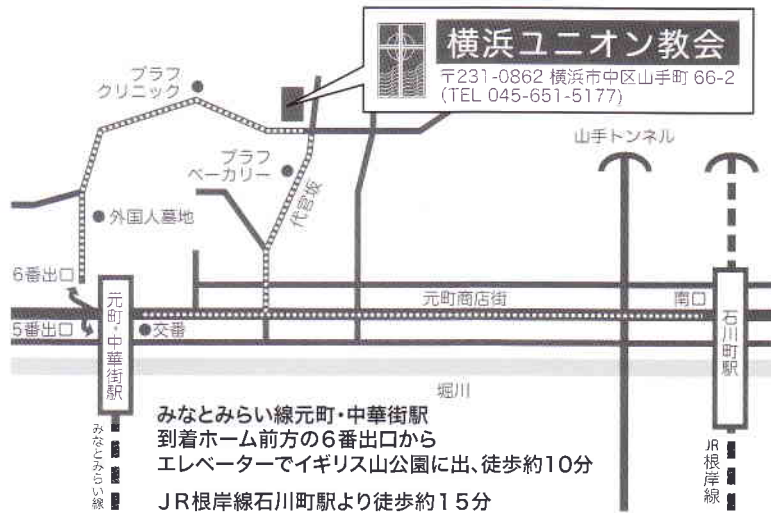 横浜ユニオン教会
〒231-0862 横浜市中区山手町 66-2
(TEL 045-651-5177)
ブラフ
クリニック
山手トンネル
ブラフ
ベーカリー
代官坂
外国人墓地
6番出口
元町・中華街駅
元町商店街
南口
石川町駅
5番出口
交番
堀川
みなとみらい線
みなとみらい線元町・中華街駅
到着ホーム前方の6番出口から
エレベーターでイギリス山公園に出、徒歩約10分
JR根岸線石川町駅より徒歩約15分
JR根岸線